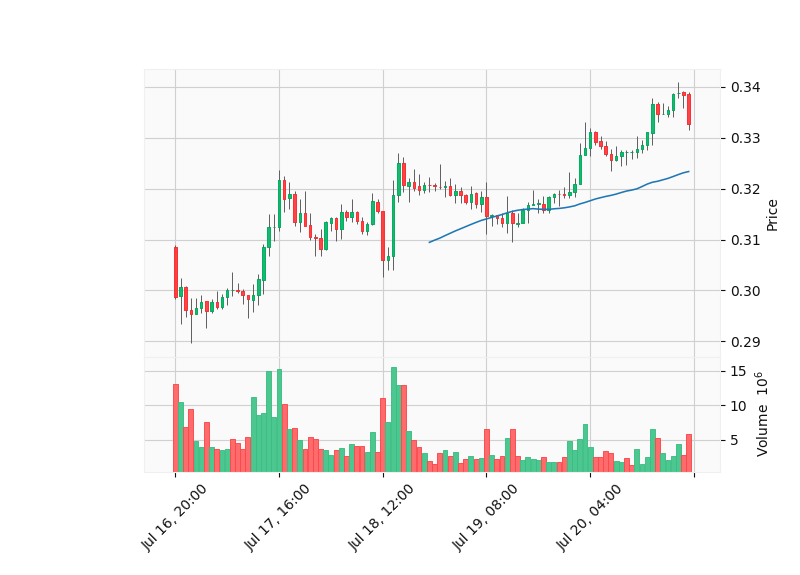 0.34
0.33
0.32
0.31
0.30
0.29
Price
15
10
5
Volume 10^6
Jul 16, 20:00
Jul 17, 16:00
Jul 18, 12:00
Jul 19, 08:00
Jul 20, 04:00